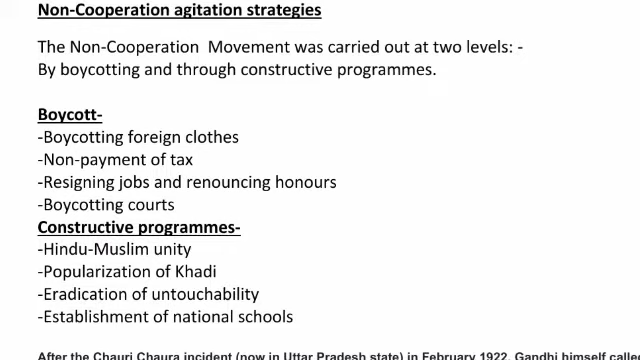 Non-Cooperation agitation strategies
The Non-Cooperation  Movement was carried out at two levels: -
By boycotting and through constructive programmes.
Boycott-
-Boycotting foreign clothes
-Non-payment of tax
-Resigning jobs and renouncing honours
-Boycotting courts
Constructive programmes-
-Hindu-Muslim unity
-Popularization of Khadi
-Eradication of untouchability
-Establishment of national schools
After the Chauri Chaura incident (now in Uttar Pradesh state) in February 1922, Gandhi himself called